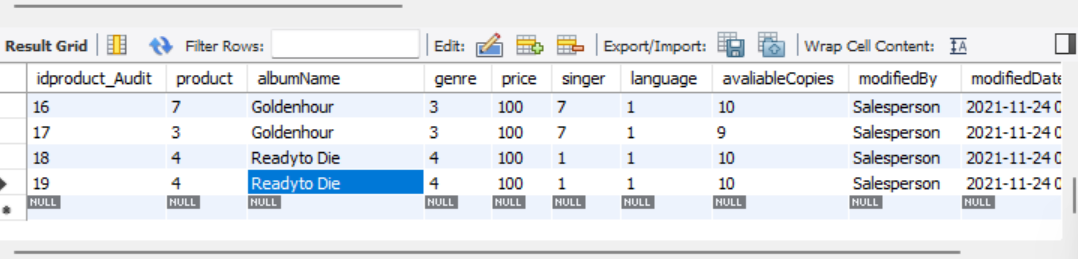 Result Grid Filter Rows: Edit: Export/Import: Wrap Cell Content: IA
idproduct_Audit product albumName genre price singer language avaliableCopies modifiedBy modifiedDate
16 7 Goldenhour 3 100 7 1 10 Salesperson 2021-11-24 0
17 3 Goldenhour 3 100 7 1 9 Salesperson 2021-11-24 0
18 4 Readyto Die 4 100 1 1 10 Salesperson 2021-11-24 0
19 4 Readyto Die 4 100 1 1 10 Salesperson 2021-11-24 0
NULL NULL NULL NULL NULL NULL NULL NULL NULL NULL